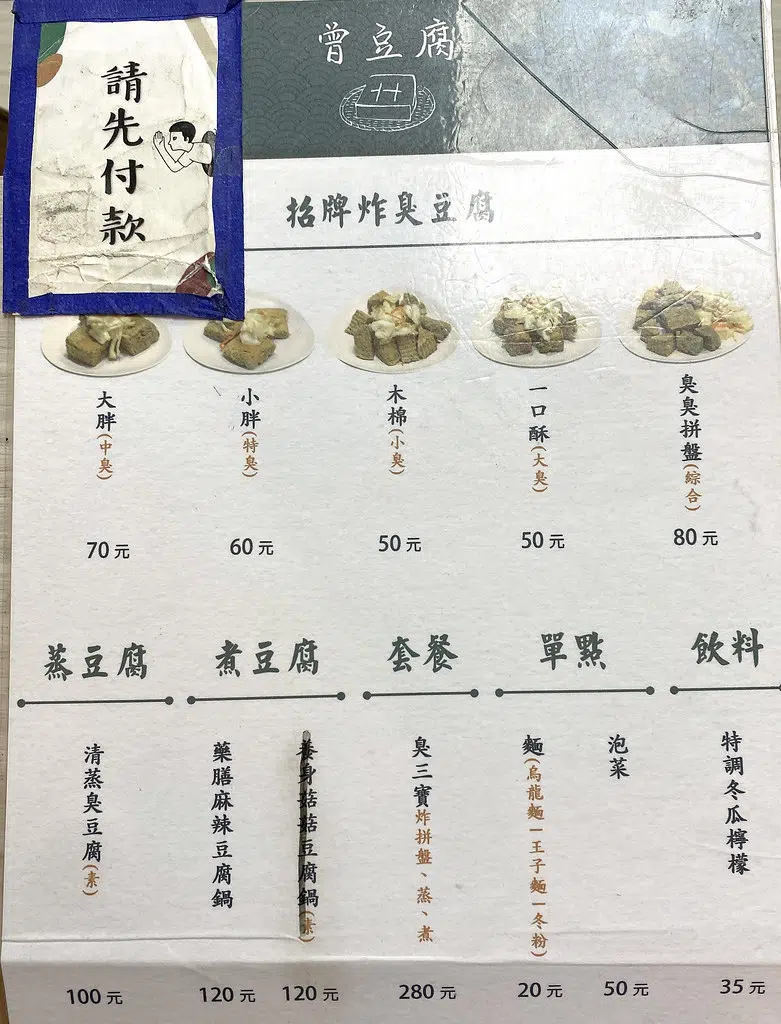 請先付款
曾豆腐
招牌炸臭豆腐
大胖(中臭)
70元
小胖(特臭)
60元
木棉(小臭)
50元
一口酥(大臭)
50元
臭臭拼盤(綜合)
80元
蒸豆腐
清蒸臭豆腐(素)
100元
煮豆腐
藥膳麻辣豆腐鍋
120元
養身菇菇豆腐鍋(素)
120元
套餐
臭三寶炸拼盤、蒸、煮
280元
單點
麵(烏龍麵|王子麵|冬粉)
20元
泡菜
50元
飲料
特調冬瓜檸檬
35元